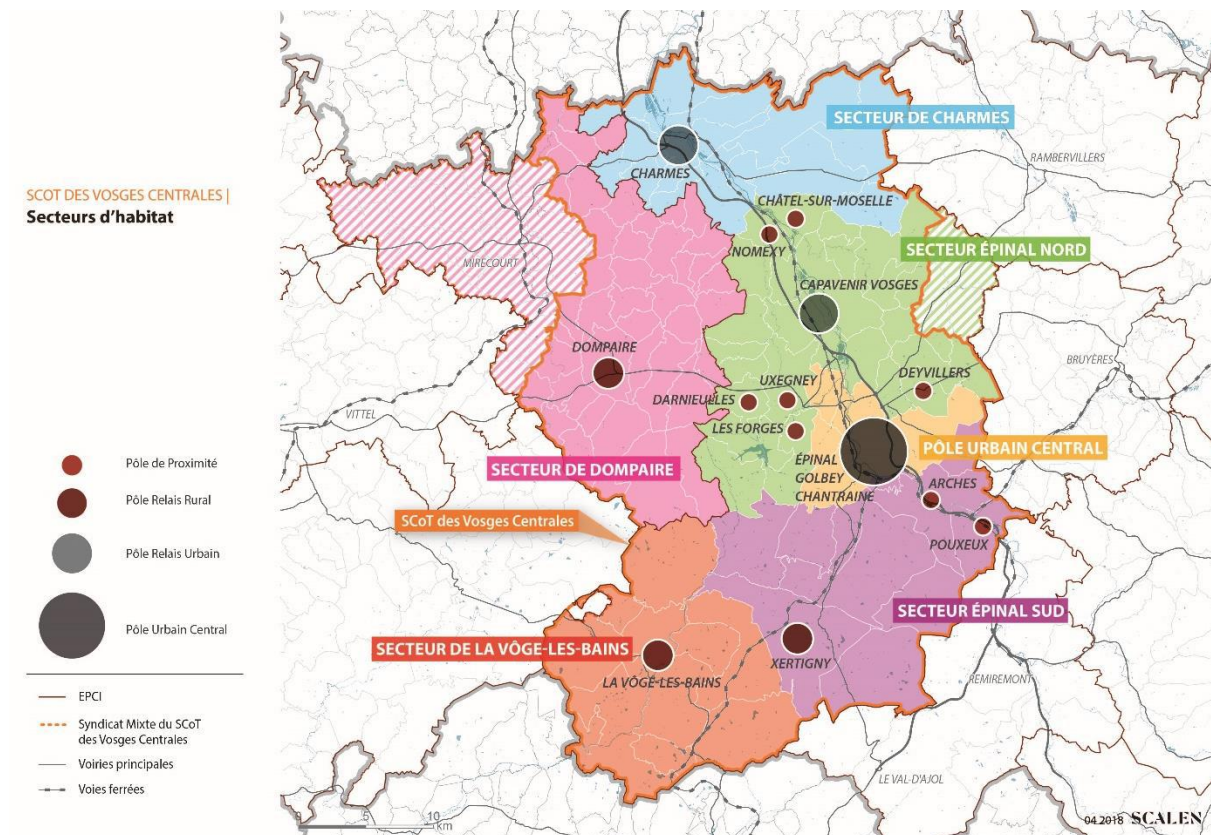 SCOT DES VOSGES CENTRALES |
Secteurs d'habitat
Pôle de Proximité
Pôle Relais Rural
Pôle Relais Urbain
Pôle Urbain Central
EPCI
Syndicat Mixte du SCoT
des Vosges Centrales
Voiries principales
Voies ferrées
SECTEUR DE CHARMES
RAMBERVILLERS
CHARMES
CHÂTEL-SUR-MOSELLE
NOMEXY
SECTEUR ÉPINAL NORD
MIRECOURT
CAPAVENIR VOSGES
DOMPAIRE
BRUYÈRES
UXEGNEY
DEYVILLERS
DARNIEULLES
VITTEL
LES FORGES
PÔLE URBAIN CENTRAL
SECTEUR DE DOMPAIRE
ÉPINAL
GOLBEY
CHANTRAINE
ARCHES
SCoT des Vosges Centrales
POUXEUX
SECTEUR ÉPINAL SUD
SECTEUR DE LA VÔGE-LES-BAINS
XERTIGNY
LA VÔGE-LES-BAINS
REMIREMONT
LE VAL-D'AJOL
0 5 10
km
04 2018 SCALEN